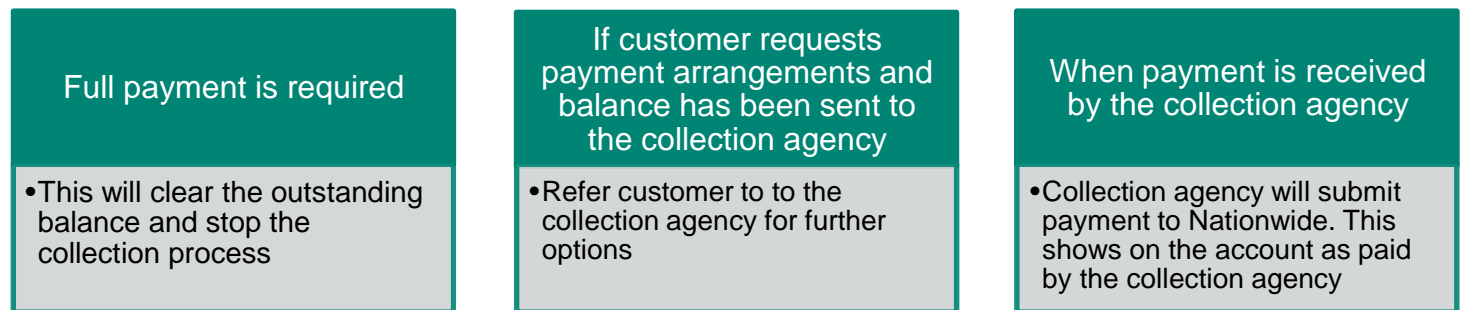 Full payment is required
•This will clear the outstanding
balance and stop the
collection process
If customer requests
payment arrangements and
balance has been sent to
the collection agency
•Refer customer to to the
collection agency for further
options
When payment is received
by the collection agency
•Collection agency will submit
payment to Nationwide. This
shows on the account as paid
by the collection agency